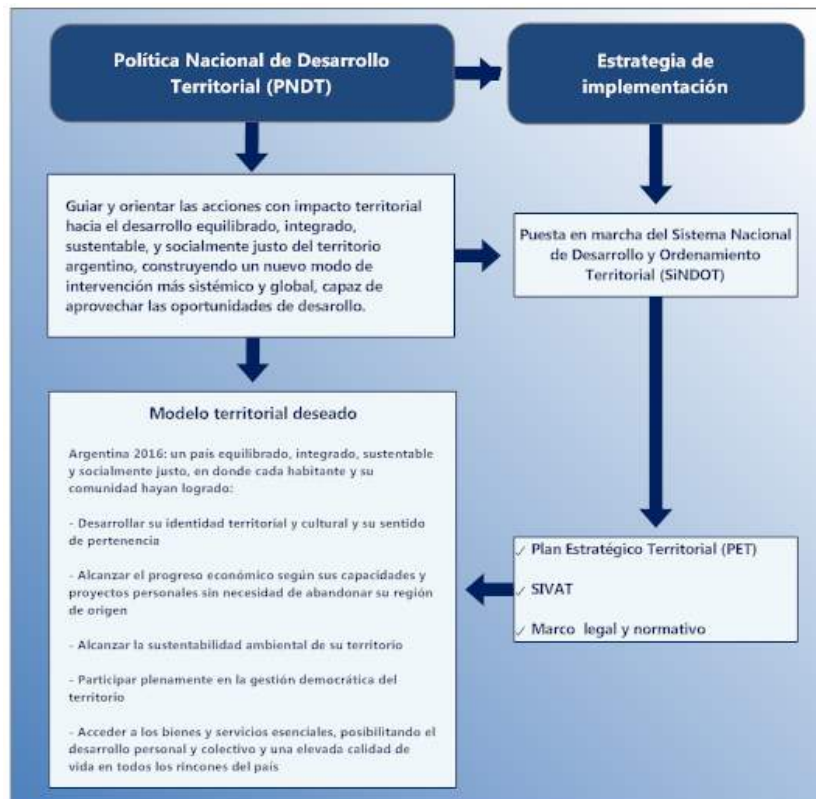 Política Nacional de Desarrollo
Territorial (PNDT)
Estrategia de
implementación
Guiar y orientar las acciones con impacto territorial
hacia el desarrollo equilibrado, integrado,
sustentable, y socialmente justo del territorio
argentino, construyendo un nuevo modo de
intervención más sistémico y global, capaz de
aprovechar las oportunidades de desarollo.
Puesta en marcha del Sistema Nacional
de Desarrollo y Ordenamiento
Territorial (SiNDOT)
Modelo territorial deseado
Argentina 2016: un país equilibrado, integrado, sustentable
y socialmente justo, en donde cada habitante y su
comunidad hayan logrado:
- Desarrollar su identidad territorial y cultural y su sentido
de pertenencia
- Alcanzar el progreso económico según sus capacidades y
proyectos personales sin necesidad de abandonar su región
de origen
- Alcanzar la sustentabilidad ambiental de su territorio
- Participar plenamente en la gestión democrática del
territorio
- Acceder a los bienes y servicios esenciales, posibilitando el
desarrollo personal y colectivo y una elevada calidad de
vida en todos los rincones del país
✓ Plan Estratégico Territorial (PET)
✓ SIVAT
✓ Marco legal y normativo